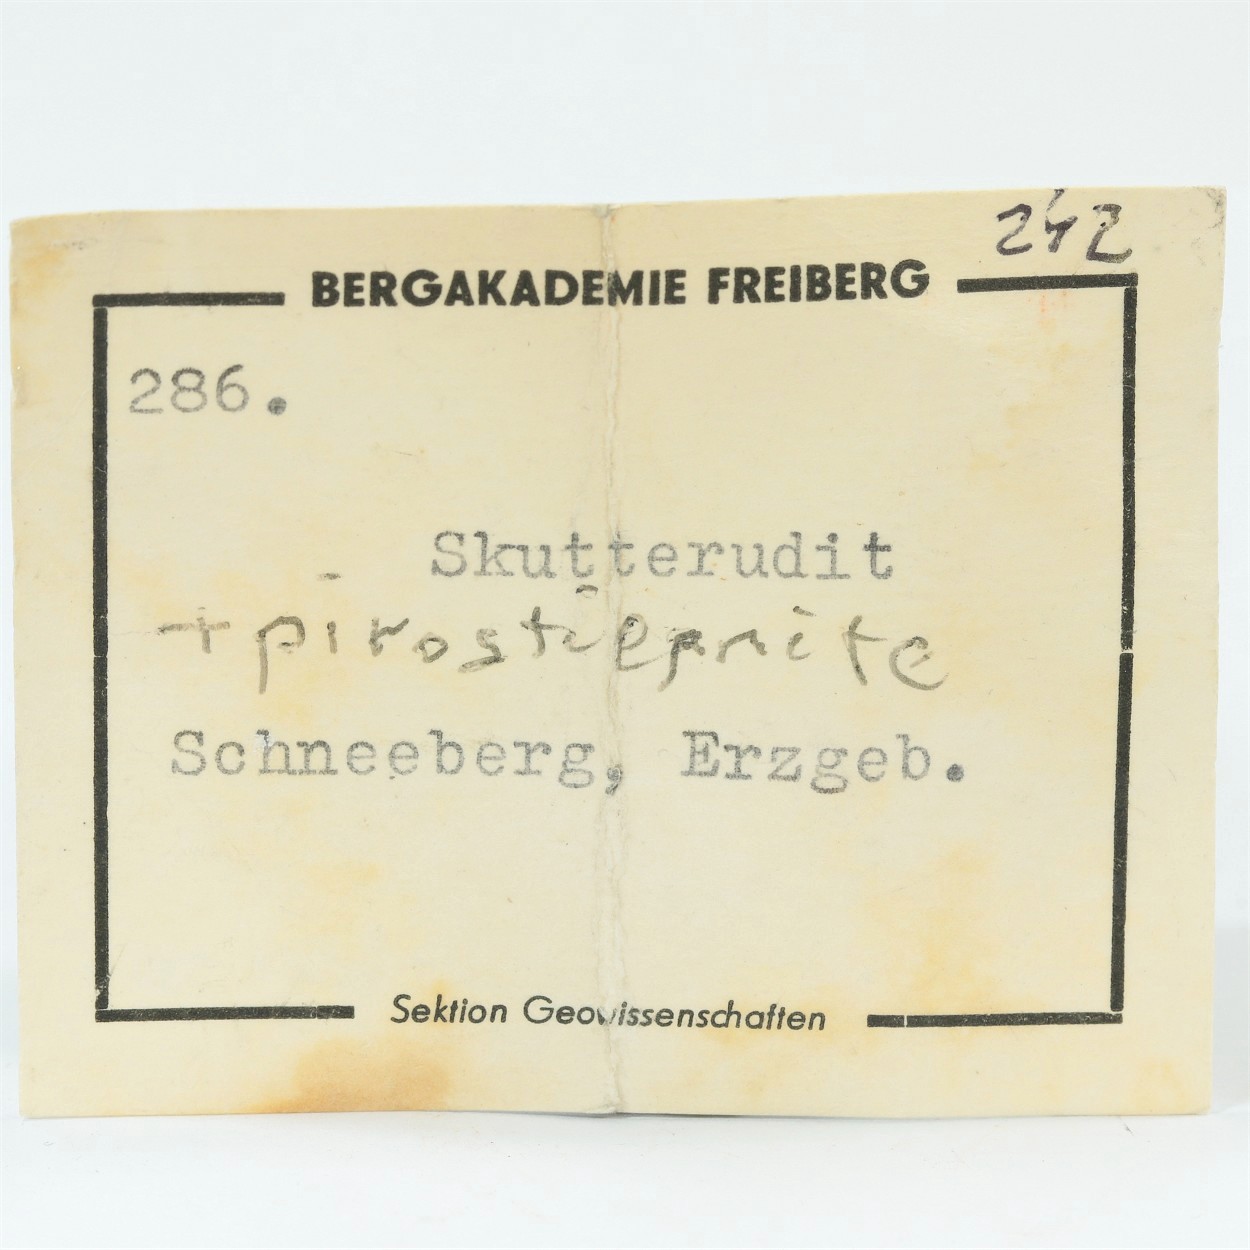 242
BERGAKADEMIE FREIBERG
286.
Skutterudit
+ pirostilpnite
Schneeberg, Erzgeb.
Sektion Geowissenschaften